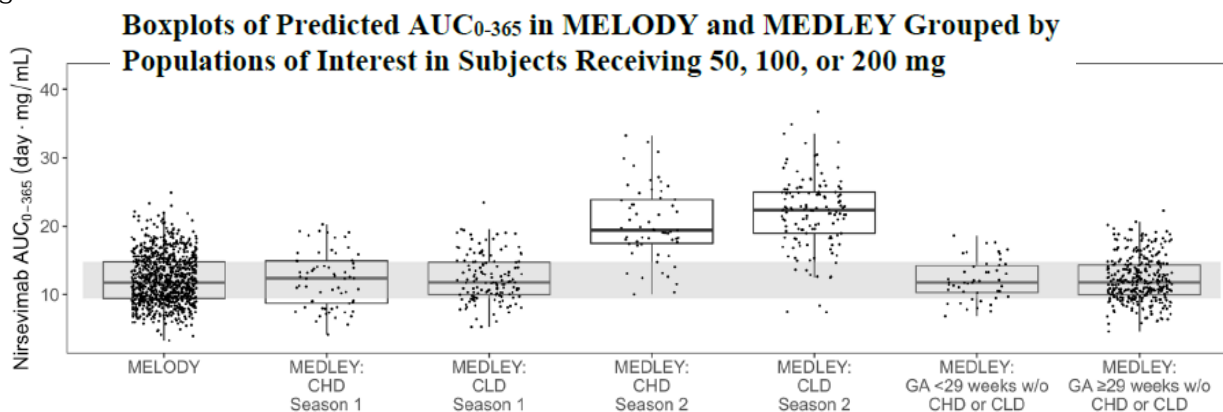 Boxplots of Predicted AUC0-365 in MELODY and MEDLEY Grouped by
Populations of Interest in Subjects Receiving 50, 100, or 200 mg
Nirsevimab AUC0-365 (day · mg/mL)
40
30
20
10
MELODY
MEDLEY:
CHD
Season 1
MEDLEY:
CLD
Season 1
MEDLEY:
CHD
Season 2
MEDLEY:
CLD
Season 2
MEDLEY:
GA <29 weeks w/o
CHD or CLD
MEDLEY:
GA ≥29 weeks w/o
CHD or CLD